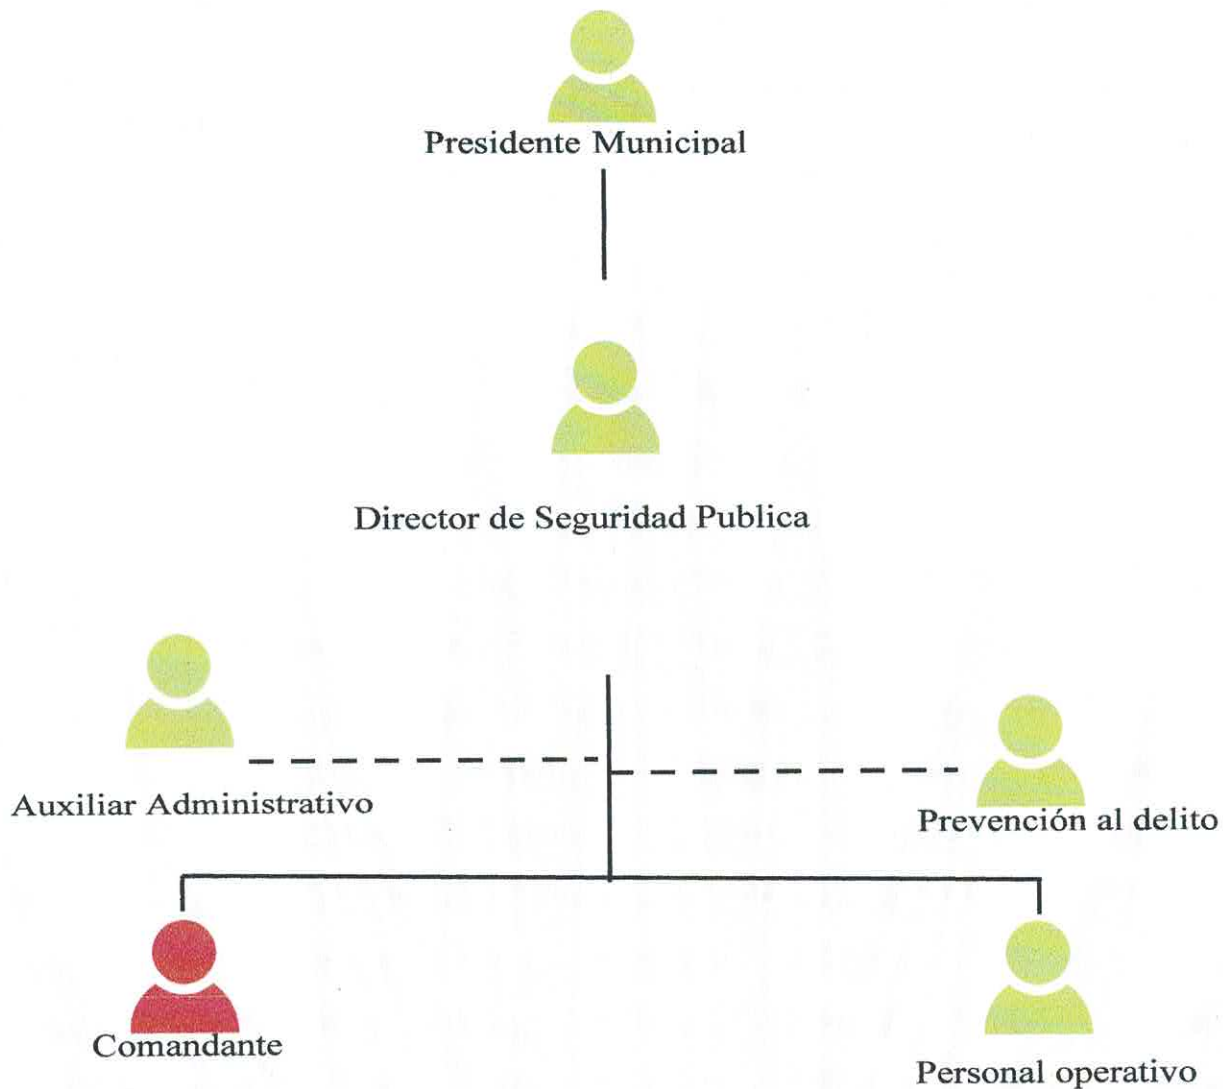 Presidente Municipal
Director de Seguridad Publica
Auxiliar Administrativo
Prevención al delito
Comandante
Personal operativo